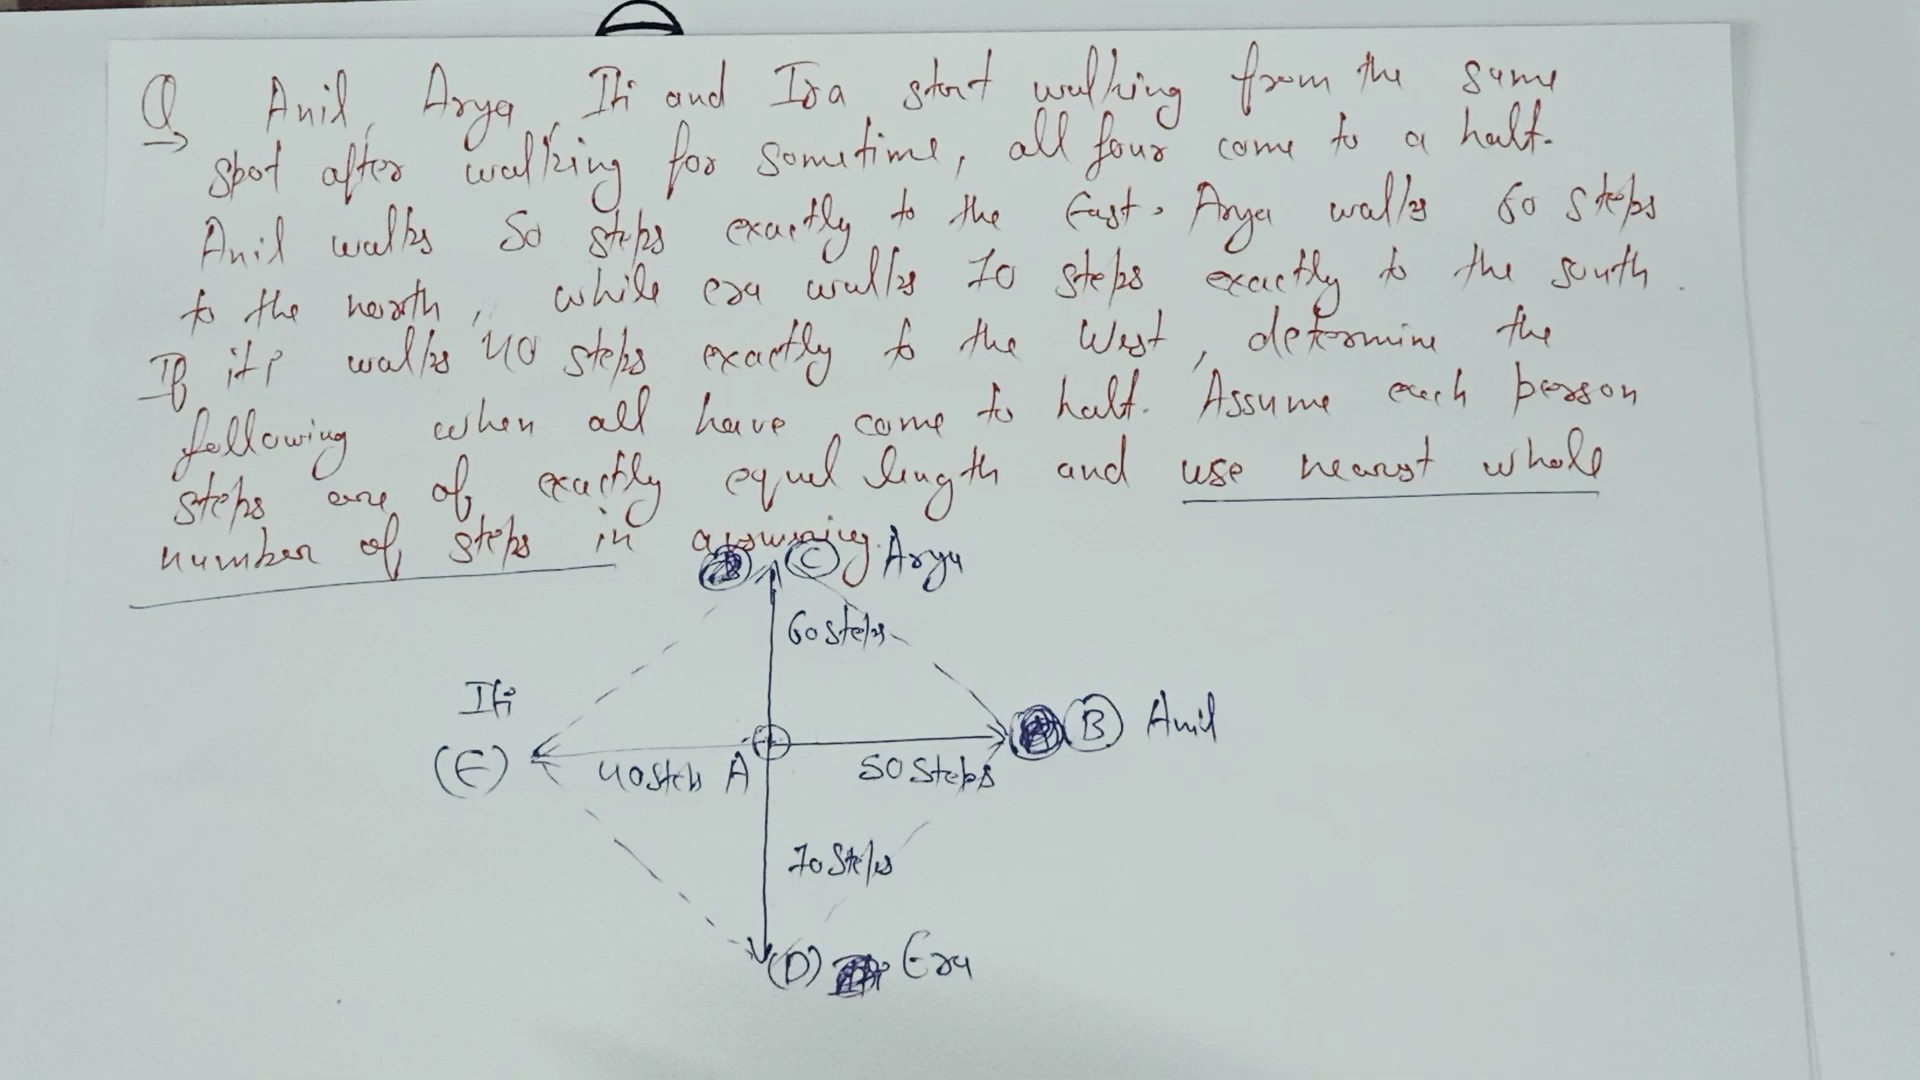 Q Anil, Arya, Iti and Ira start walking from the same
spot after walking for sometime, all four come to a halt.
Anil walks 50 steps exactly to the East. Arya walks 60 steps
to the north, while era walks 70 steps exactly to the south.
If iti walks 40 steps exactly to the West, determine the
following when all have come to halt. Assume each person
steps are of exactly equal length and use nearest whole
number of steps in answering.
C Arya
60 steps
Iti
(E)
40 steps A
50 Steps
B Anil
70 Steps
(D) Era